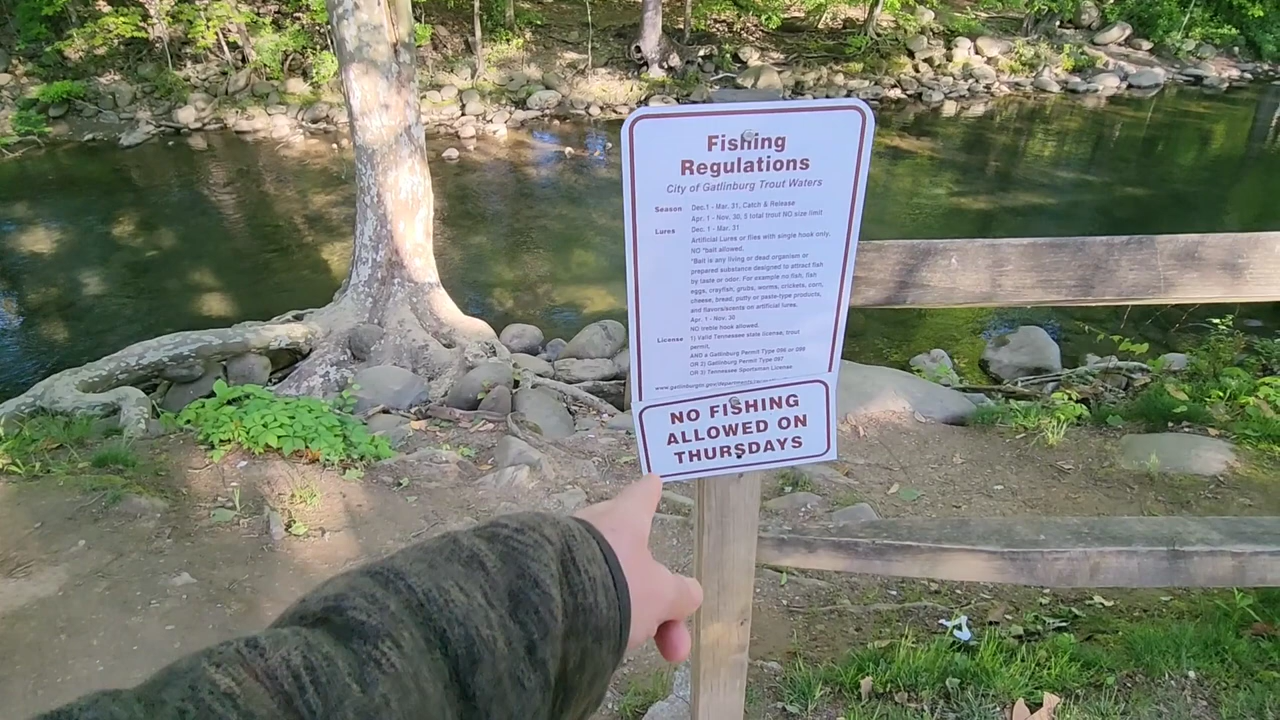 Fishing
Regulations
City of Gatlinburg Trout Waters
Season Dec.1 - Mar. 31, Catch & Release
Apr. 1 - Nov. 30, 5 total trout NO size limit
Lures Dec. 1 - Mar. 31
Artificial Lures or flies with single hook only,
NO *bait allowed.
*Bait is any living or dead organism or
prepared substance designed to attract fish
by taste or odor. For example no fish, fish
eggs, crayfish, grubs, worms, crickets, corn,
cheese, bread, putty or paste-type products,
and flavors/scents on artificial lures.
Apr. 1 - Nov. 30
NO treble hook allowed.
License 1) Valid Tennessee state license, trout
permit,
AND a Gatlinburg Permit Type 096 or 098
OR 2) Gatlinburg Permit Type 097
OR 3) Tennessee Sportsman License
NO FISHING
ALLOWED ON
THURSDAYS